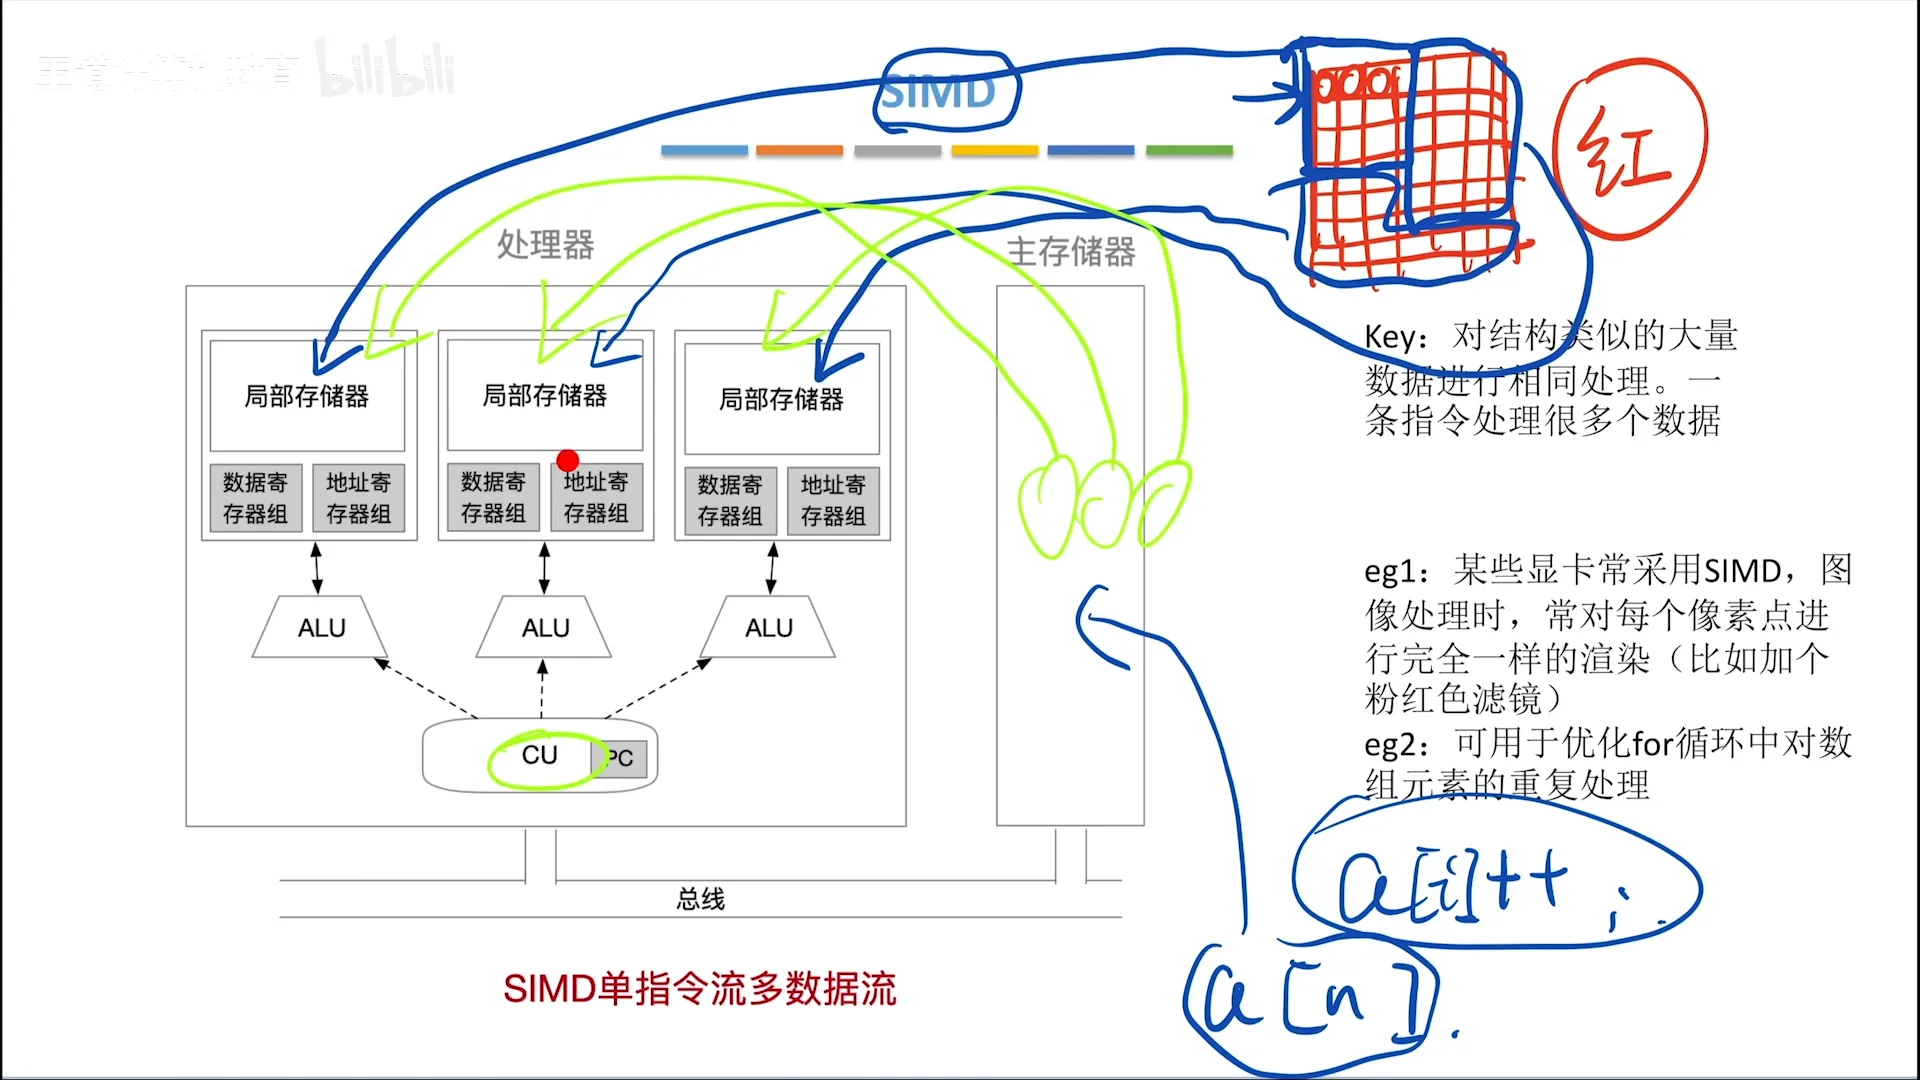 bilibili
SIMD
红
处理器
主存储器
局部存储器
局部存储器
局部存储器
数据寄
存器组
地址寄
存器组
数据寄
存器组
地址寄
存器组
数据寄
存器组
地址寄
存器组
ALU
ALU
ALU
CU
PC
总线
SIMD单指令流多数据流
Key：对结构类似的大量
数据进行相同处理。一
条指令处理很多个数据
eg1：某些显卡常采用SIMD，图
像处理时，常对每个像素点进
行完全一样的渲染（比如加个
粉红色滤镜）
eg2：可用于优化for循环中对数
组元素的重复处理
a[i]++;
a[n].